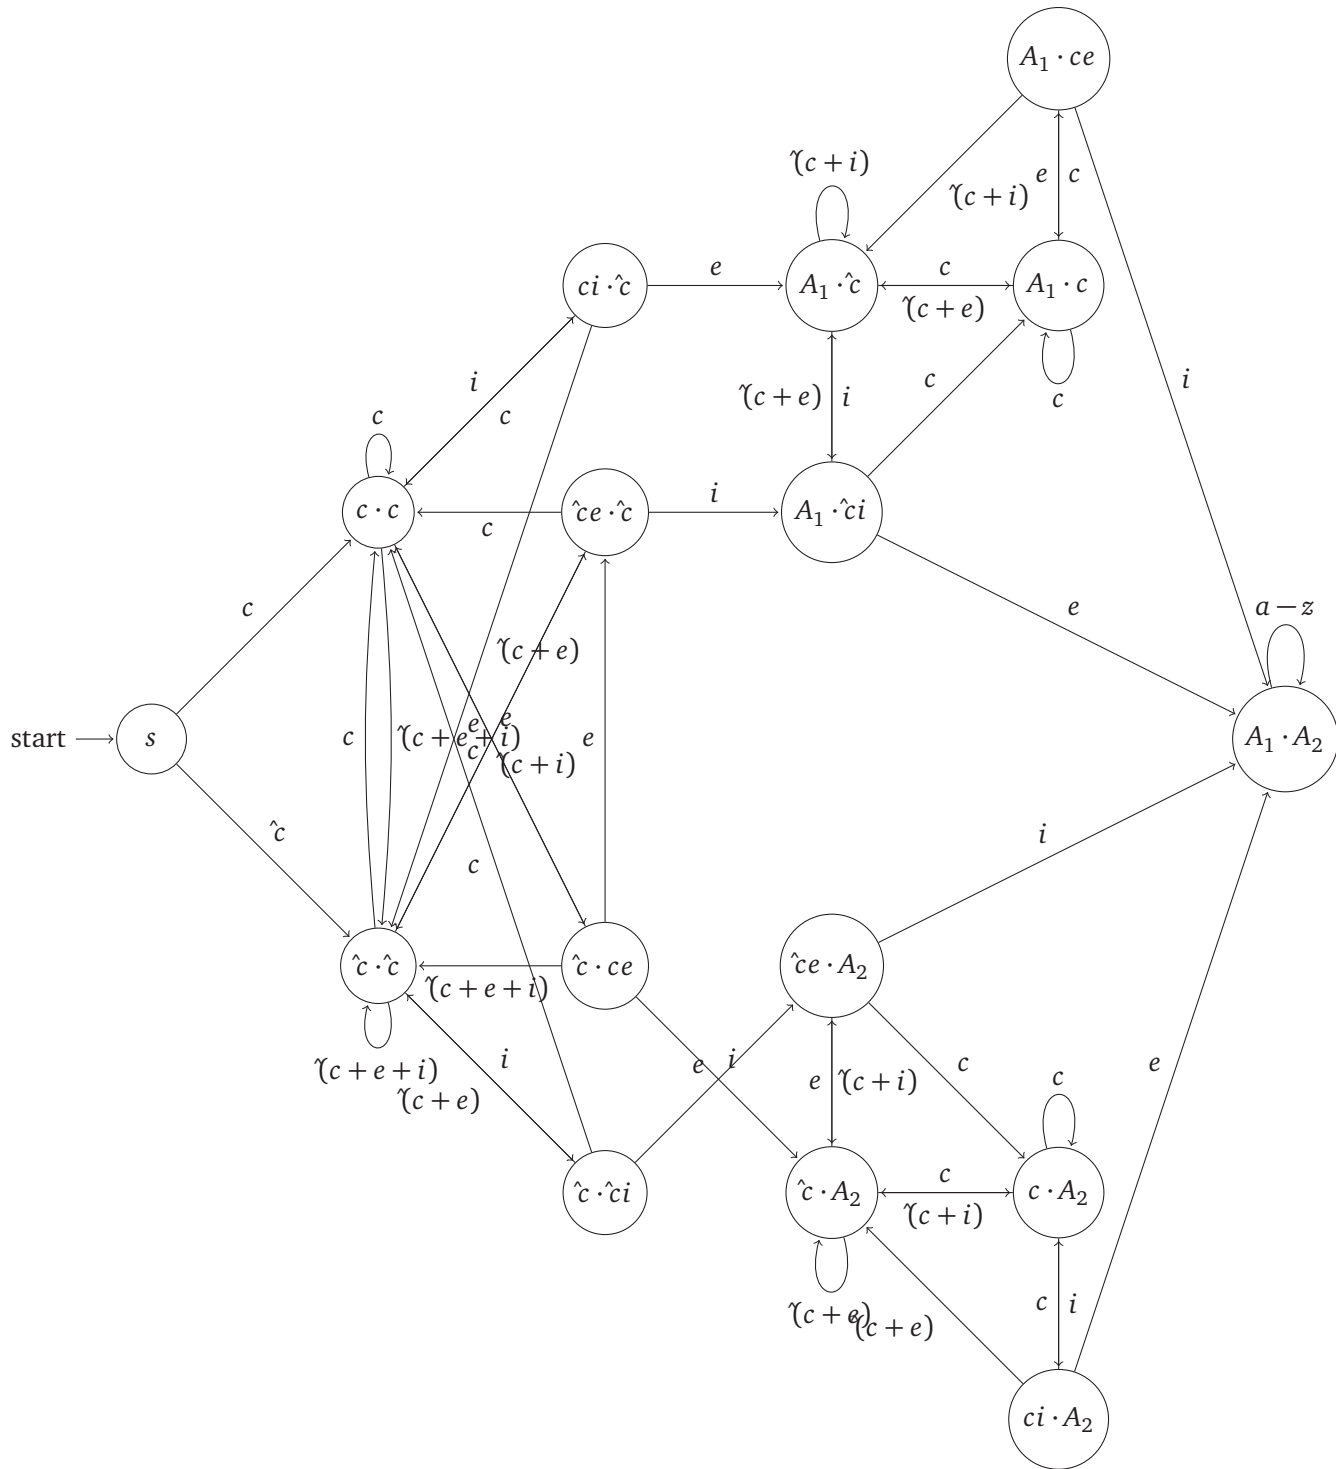 A₁ · ce
ˆ(c + i)
ˆ(c + i)
e
c
ci · ˆc
e
A₁ · ˆc
c
ˆ(c + e)
A₁ · c
i
c
ˆ(c + e)
i
c
c
i
c
c · c
c
ˆce · ˆc
i
A₁ · ˆci
c
e
a − z
ˆ(c + e)
start
s
c
ˆ(c + e + i)
e
c
e
ˆ(c + i)
e
A₁ · A₂
ˆc
c
i
ˆc · ˆc
ˆ(c + e + i)
ˆc · ce
ˆce · A₂
ˆ(c + e + i)
ˆ(c + e)
i
e
i
e
ˆ(c + i)
c
c
e
ˆc · ˆci
ˆc · A₂
c
ˆ(c + i)
c · A₂
ˆ(c + e)
ˆ(c + e)
c
i
ci · A₂